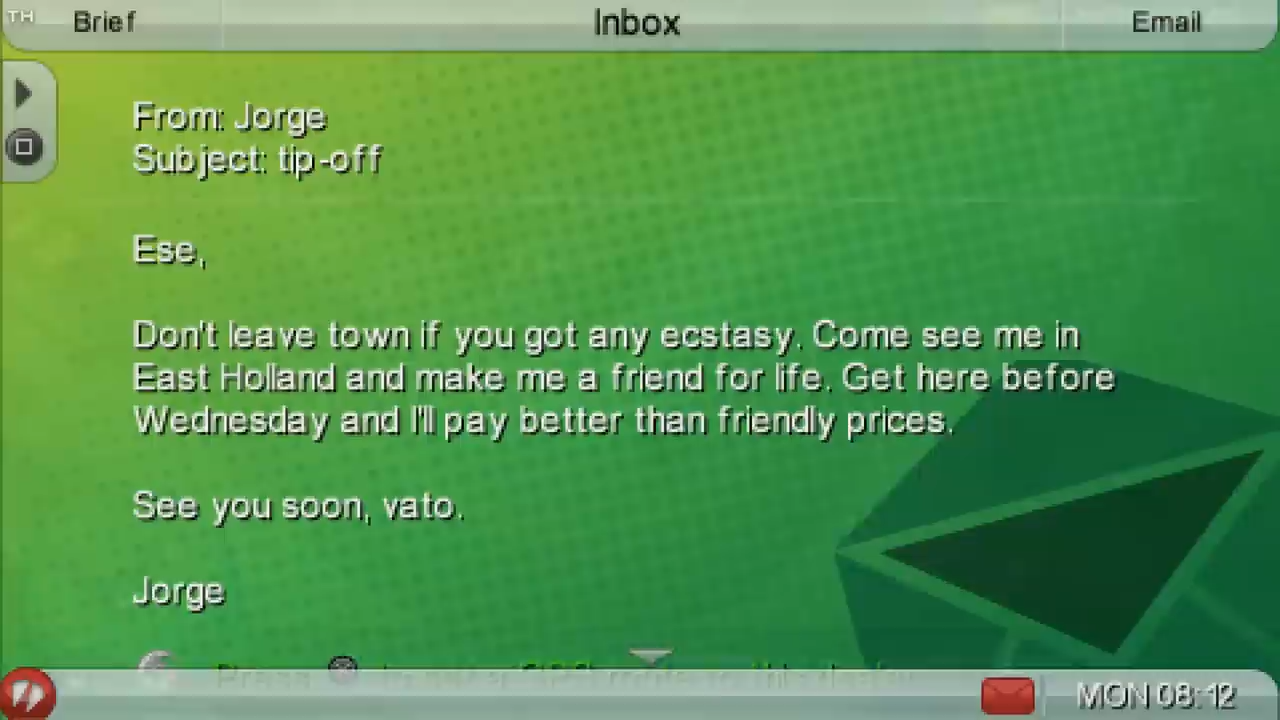 TH
Brief
Inbox
Email
From: Jorge
Subject: tip-off
Ese,
Don't leave town if you got any ecstasy. Come see me in
East Holland and make me a friend for life. Get here before
Wednesday and I'll pay better than friendly prices.
See you soon, vato.
Jorge
MON 08:12